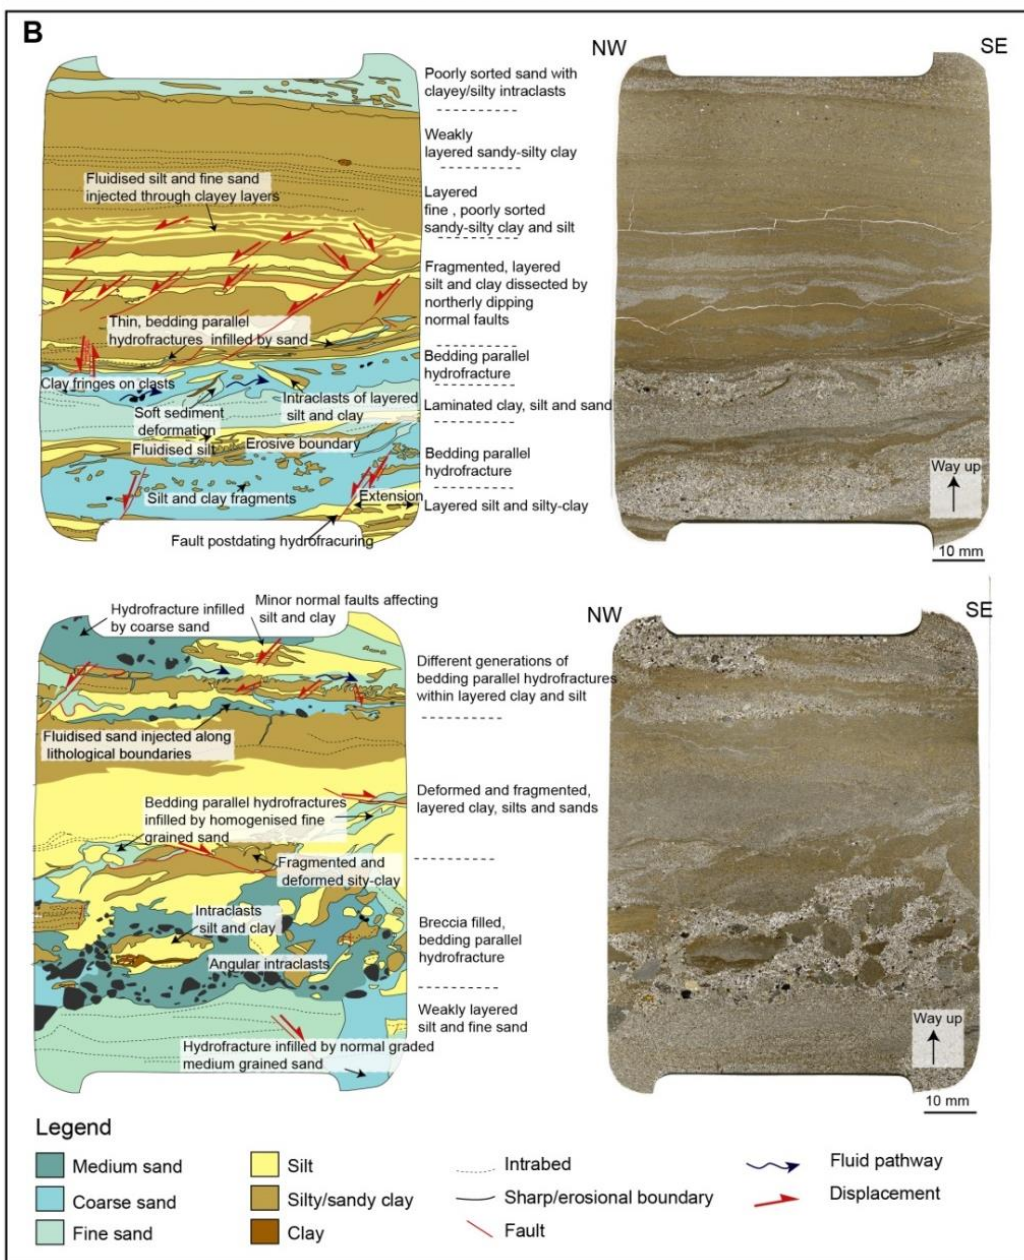 B
NW
SE
Poorly sorted sand with
clayey/silty intraclasts
Weakly
layered sandy-silty clay
Fluidised silt and fine sand
injected through clayey layers
Layered
fine , poorly sorted
sandy-silty clay and silt
Fragmented, layered
silt and clay dissected by
northerly dipping
normal faults
Thin, bedding parallel
hydrofractures infilled by sand
Bedding parallel
hydrofracture
Clay fringes on clasts
Intraclasts of layered
silt and clay
Laminated clay, silt and sand
Soft sediment
deformation
Fluidised silt
Erosive boundary
Bedding parallel
hydrofracture
Way up
Silt and clay fragments
Extension
Layered silt and silty-clay
Fault postdating hydrofracuring
10 mm
Hydrofracture infilled
by coarse sand
Minor normal faults affecting
silt and clay
NW
SE
Different generations of
bedding parallel hydrofractures
within layered clay and silt
Fluidised sand injected along
lithological boundaries
Deformed and fragmented,
layered clay, silts and sands
Bedding parallel hydrofractures
infilled by homogenised fine
grained sand
Fragmented and
deformed sity-clay
Intraclasts
silt and clay
Breccia filled,
bedding parallel
hydrofracture
Angular intraclasts
Weakly layered
silt and fine sand
Way up
Hydrofracture infilled by normal graded
medium grained sand
10 mm
Legend
Medium sand
Silt
Intrabed
Fluid pathway
Coarse sand
Silty/sandy clay
Sharp/erosional boundary
Displacement
Fine sand
Clay
Fault